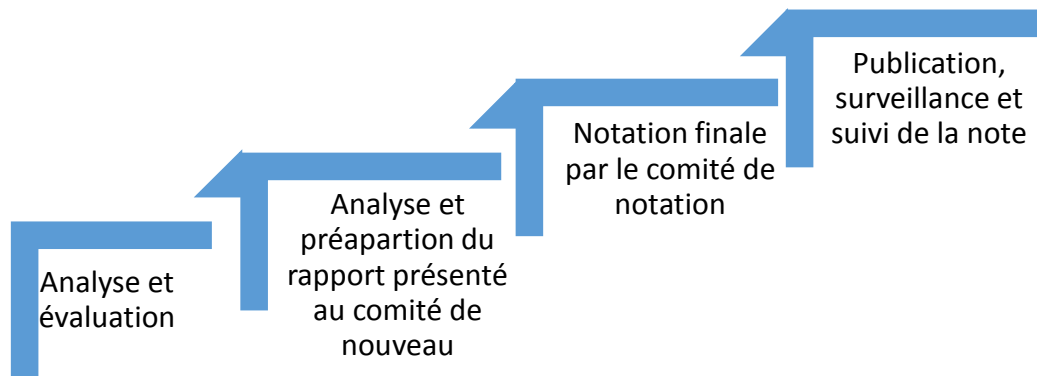 Analyse et
évaluation
Analyse et
préapartion du
rapport présenté
au comité de
nouveau
Notation finale
par le comité de
notation
Publication,
surveillance et
suivi de la note